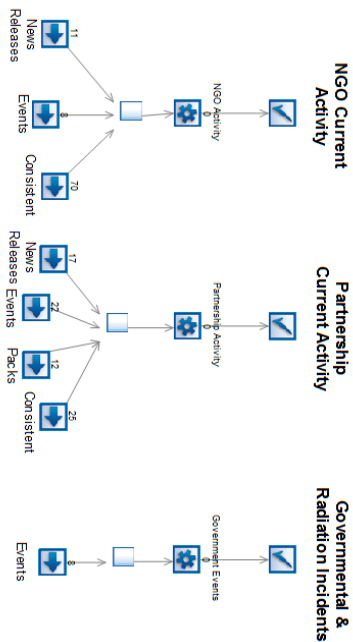 NGO Current
Activity
NGO Activity
0
11
8
70
News
Releases
Events
Consistent
Partnership
Current Activity
Partnership Activity
0
17
22
12
25
News
Releases
Events
Packs
Consistent
Governmental &
Radiation Incidents
Government Events
0
8
Events